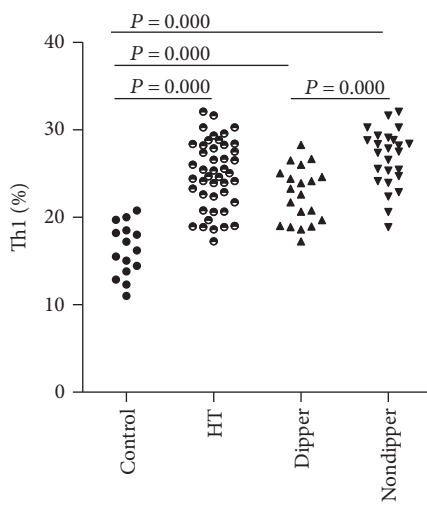 P = 0.000
40
P = 0.000
P = 0.000
P = 0.000
30
Th1 (%)
20
10
0
Control
HT
Dipper
Nondipper